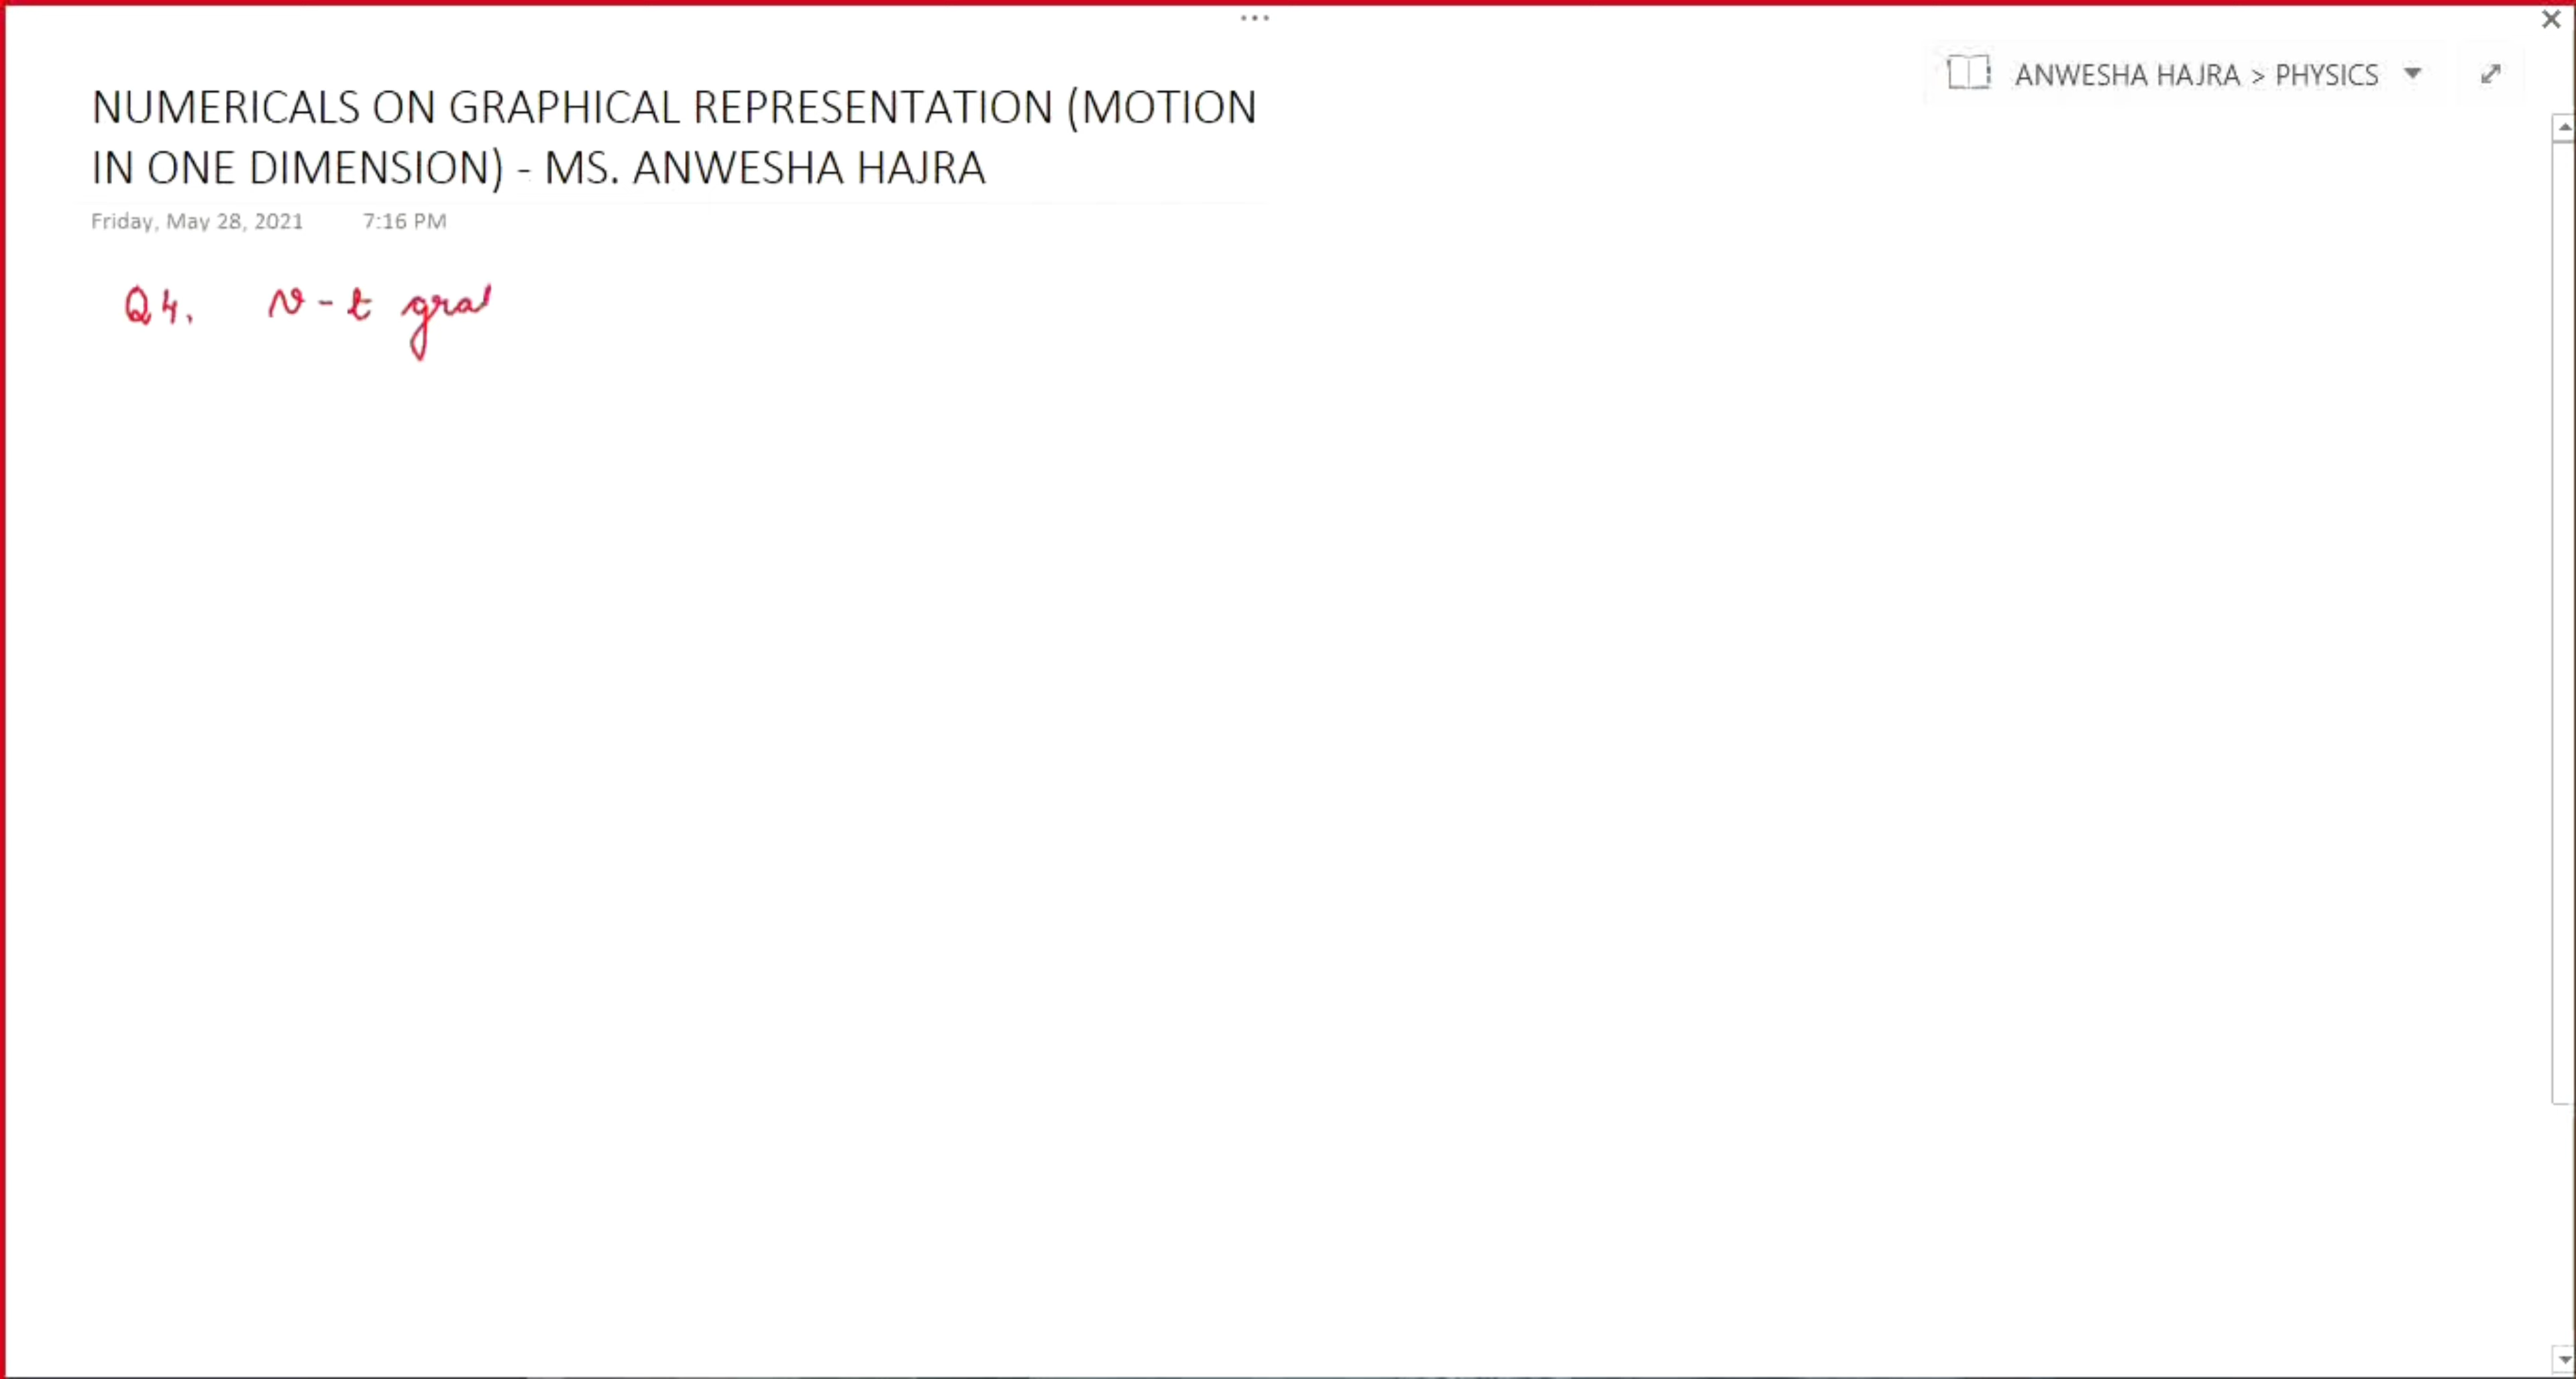 ANWESHA HAJRA > PHYSICS
NUMERICALS ON GRAPHICAL REPRESENTATION (MOTION
IN ONE DIMENSION) - MS. ANWESHA HAJRA
Friday, May 28, 2021 7:16 PM
Q4. v-t gra